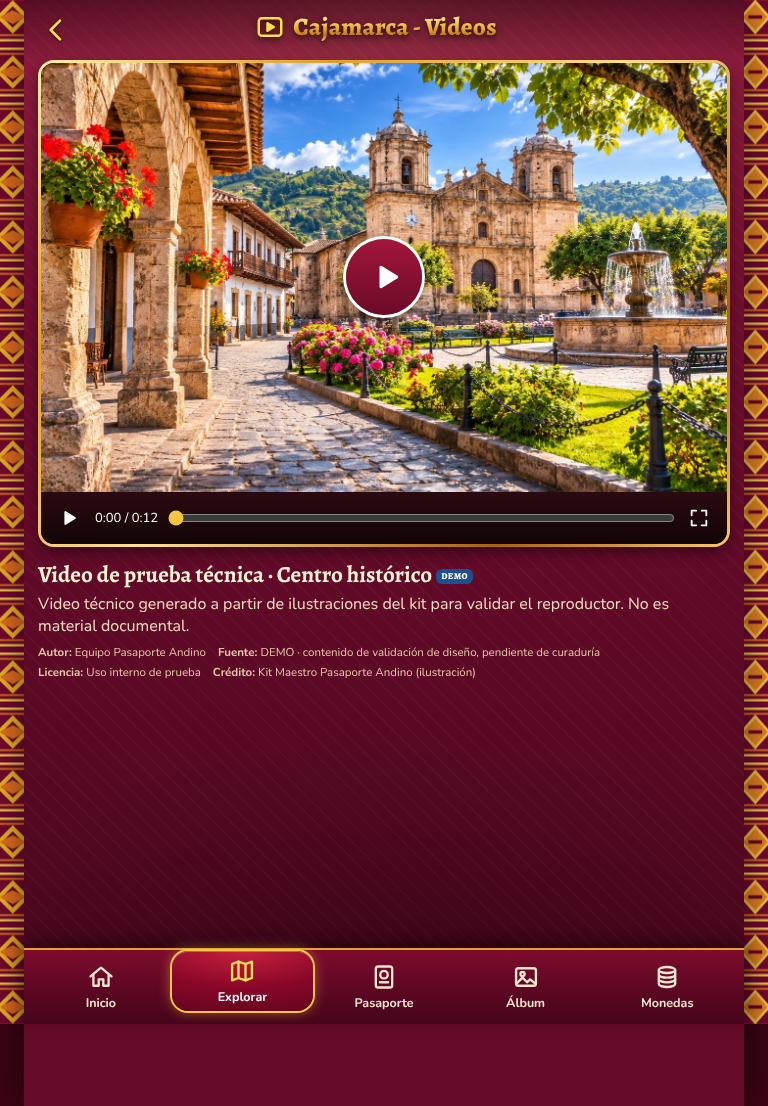 Cajamarca - Videos
0:00 / 0:12
Video de prueba técnica · Centro histórico DEMO
Video técnico generado a partir de ilustraciones del kit para validar el reproductor. No es
material documental.
Autor: Equipo Pasaporte Andino Fuente: DEMO · contenido de validación de diseño, pendiente de curaduría
Licencia: Uso interno de prueba Crédito: Kit Maestro Pasaporte Andino (ilustración)
Inicio Explorar Pasaporte Álbum Monedas